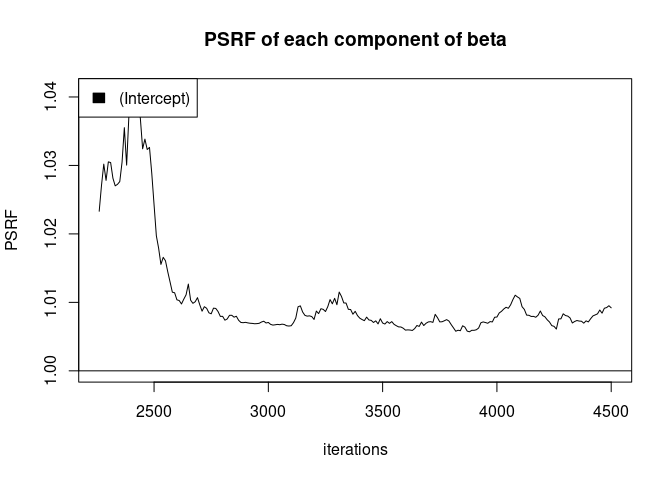 PSRF of each component of beta
(Intercept)
PSRF
1.04
1.03
1.02
1.01
1.00
2500 3000 3500 4000 4500
iterations